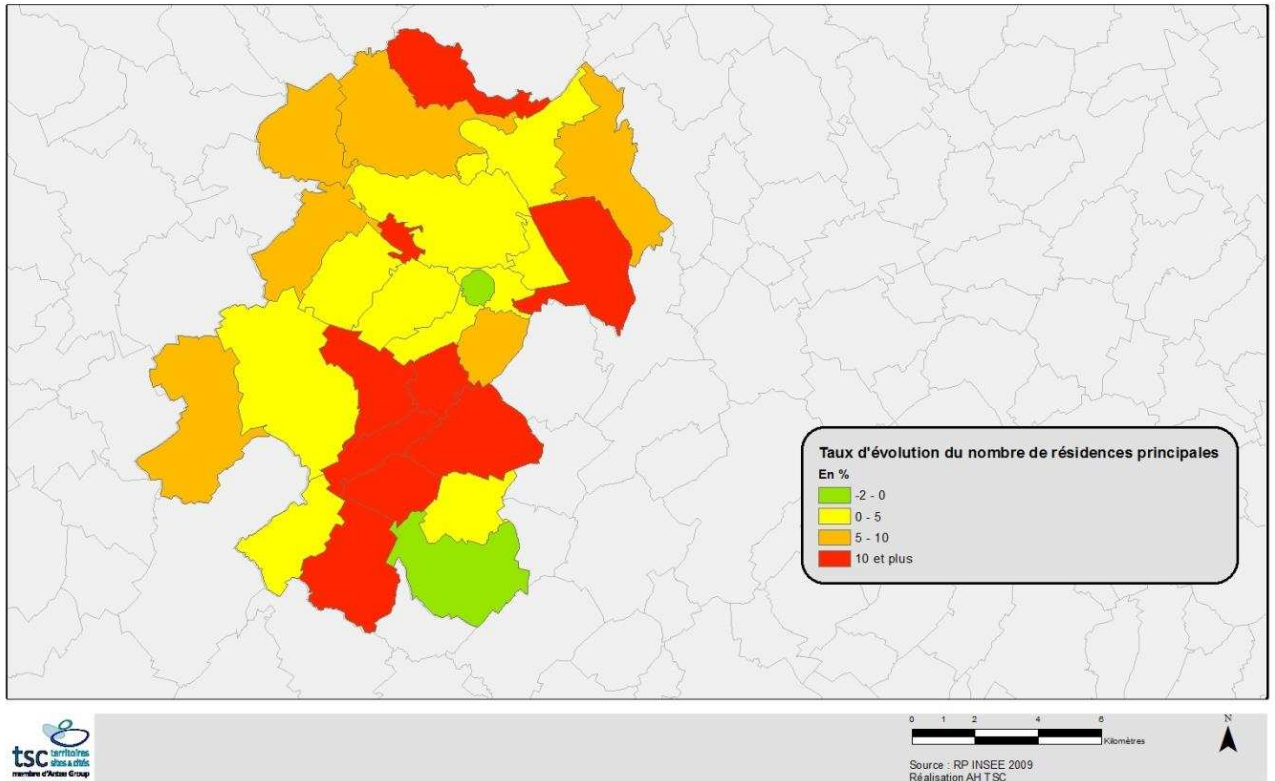 Taux d'évolution du nombre de résidences principales
En %
-2 - 0
0 - 5
5 - 10
10 et plus
tsc territoires
sites & cités
membre d'Antea Group
0 1 2 4 6
Kilomètres
N
Source : RP INSEE 2009
Réalisation AH TSC